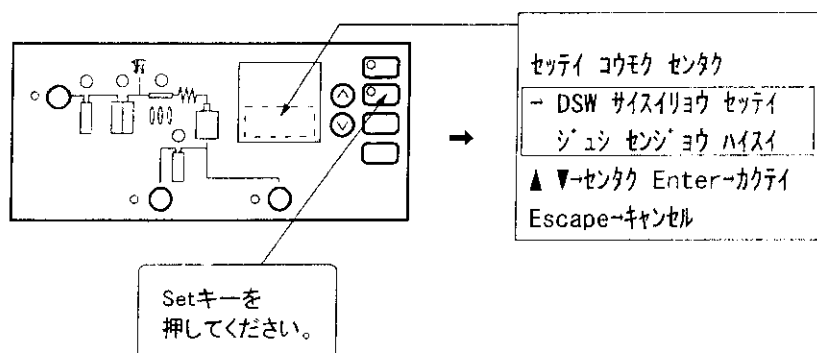 セッテイ コウモク センタク
→ DSW サイスイリョウ セッテイ
ジュシ センジョウ ハイスイ
▲ ▼→センタク Enter→カクテイ
Escape→キャンセル
Setキーを
押してください。